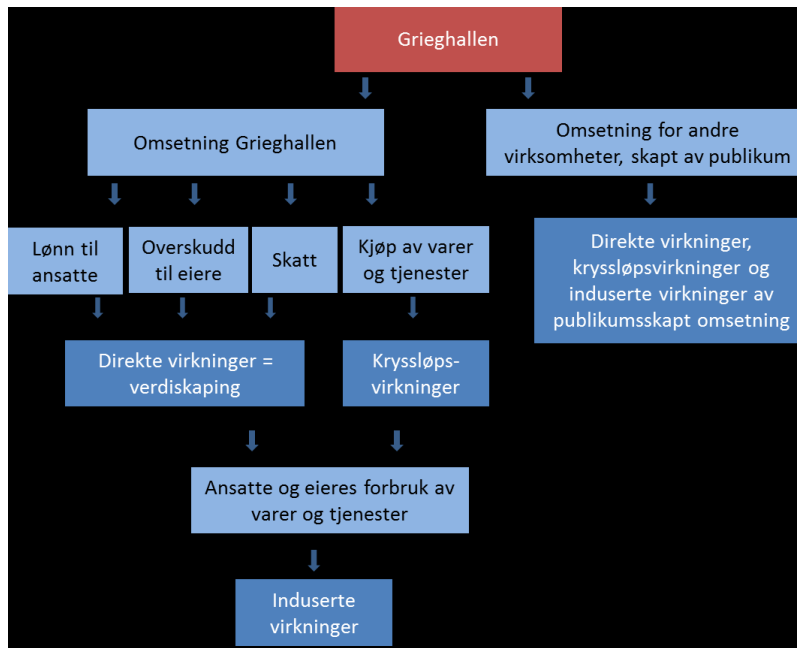 Grieghallen
Omsetning Grieghallen
Omsetning for andre
virksomheter, skapt av publikum
Lønn til
ansatte
Overskudd
til eiere
Skatt
Kjøp av varer
og tjenester
Direkte virkninger,
kryssløpsvirkninger og
induserte virkninger av
publikumsskapt omsetning
Direkte virkninger =
verdiskaping
Kryssløps-
virkninger
Ansatte og eieres forbruk av
varer og tjenester
Induserte
virkninger